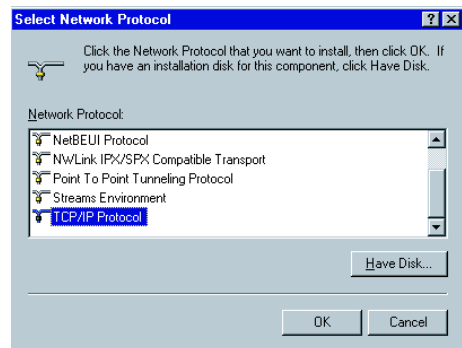 Select Network Protocol
Click the Network Protocol that you want to install, then click OK. If
you have an installation disk for this component, click Have Disk.
Network Protocol:
NetBEUI Protocol
NWLink IPX/SPX Compatible Transport
Point To Point Tunneling Protocol
Streams Environment
TCP/IP Protocol
Have Disk...
OK
Cancel